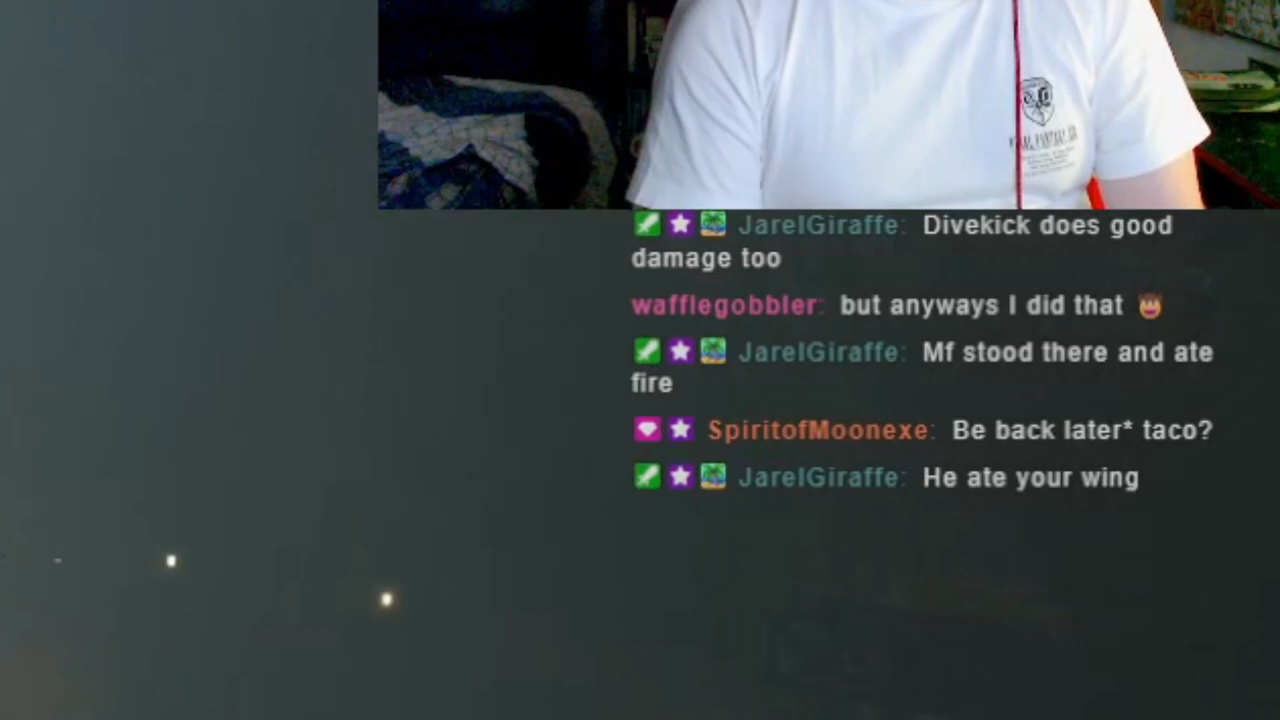 JarelGiraffe: Divekick does good
damage too
wafflegobbler: but anyways I did that
JarelGiraffe: Mf stood there and ate
fire
SpiritofMoonexe: Be back later* taco?
JarelGiraffe: He ate your wing